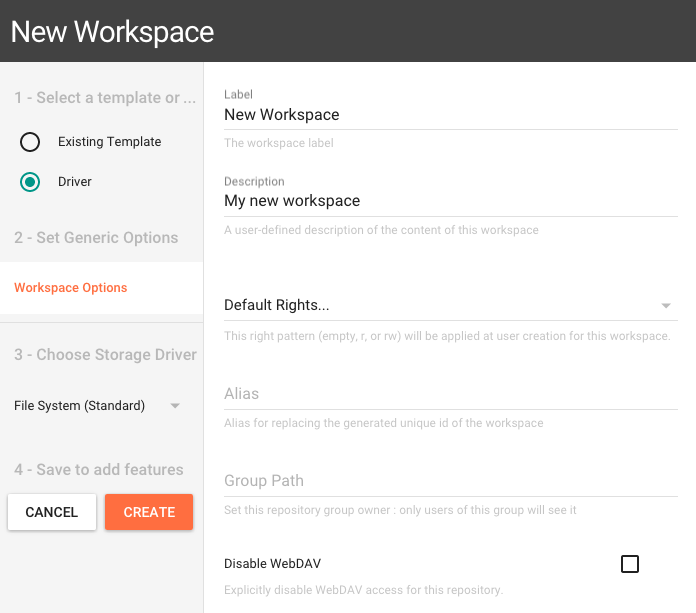 New Workspace
1 - Select a template or ...
Existing Template
Driver
2 - Set Generic Options
Workspace Options
3 - Choose Storage Driver
File System (Standard)
4 - Save to add features
CANCEL
CREATE
Label
New Workspace
The workspace label
Description
My new workspace
A user-defined description of the content of this workspace
Default Rights...
This right pattern (empty, r, or rw) will be applied at user creation for this workspace.
Alias
Alias for replacing the generated unique id of the workspace
Group Path
Set this repository group owner : only users of this group will see it
Disable WebDAV
Explicitly disable WebDAV access for this repository.